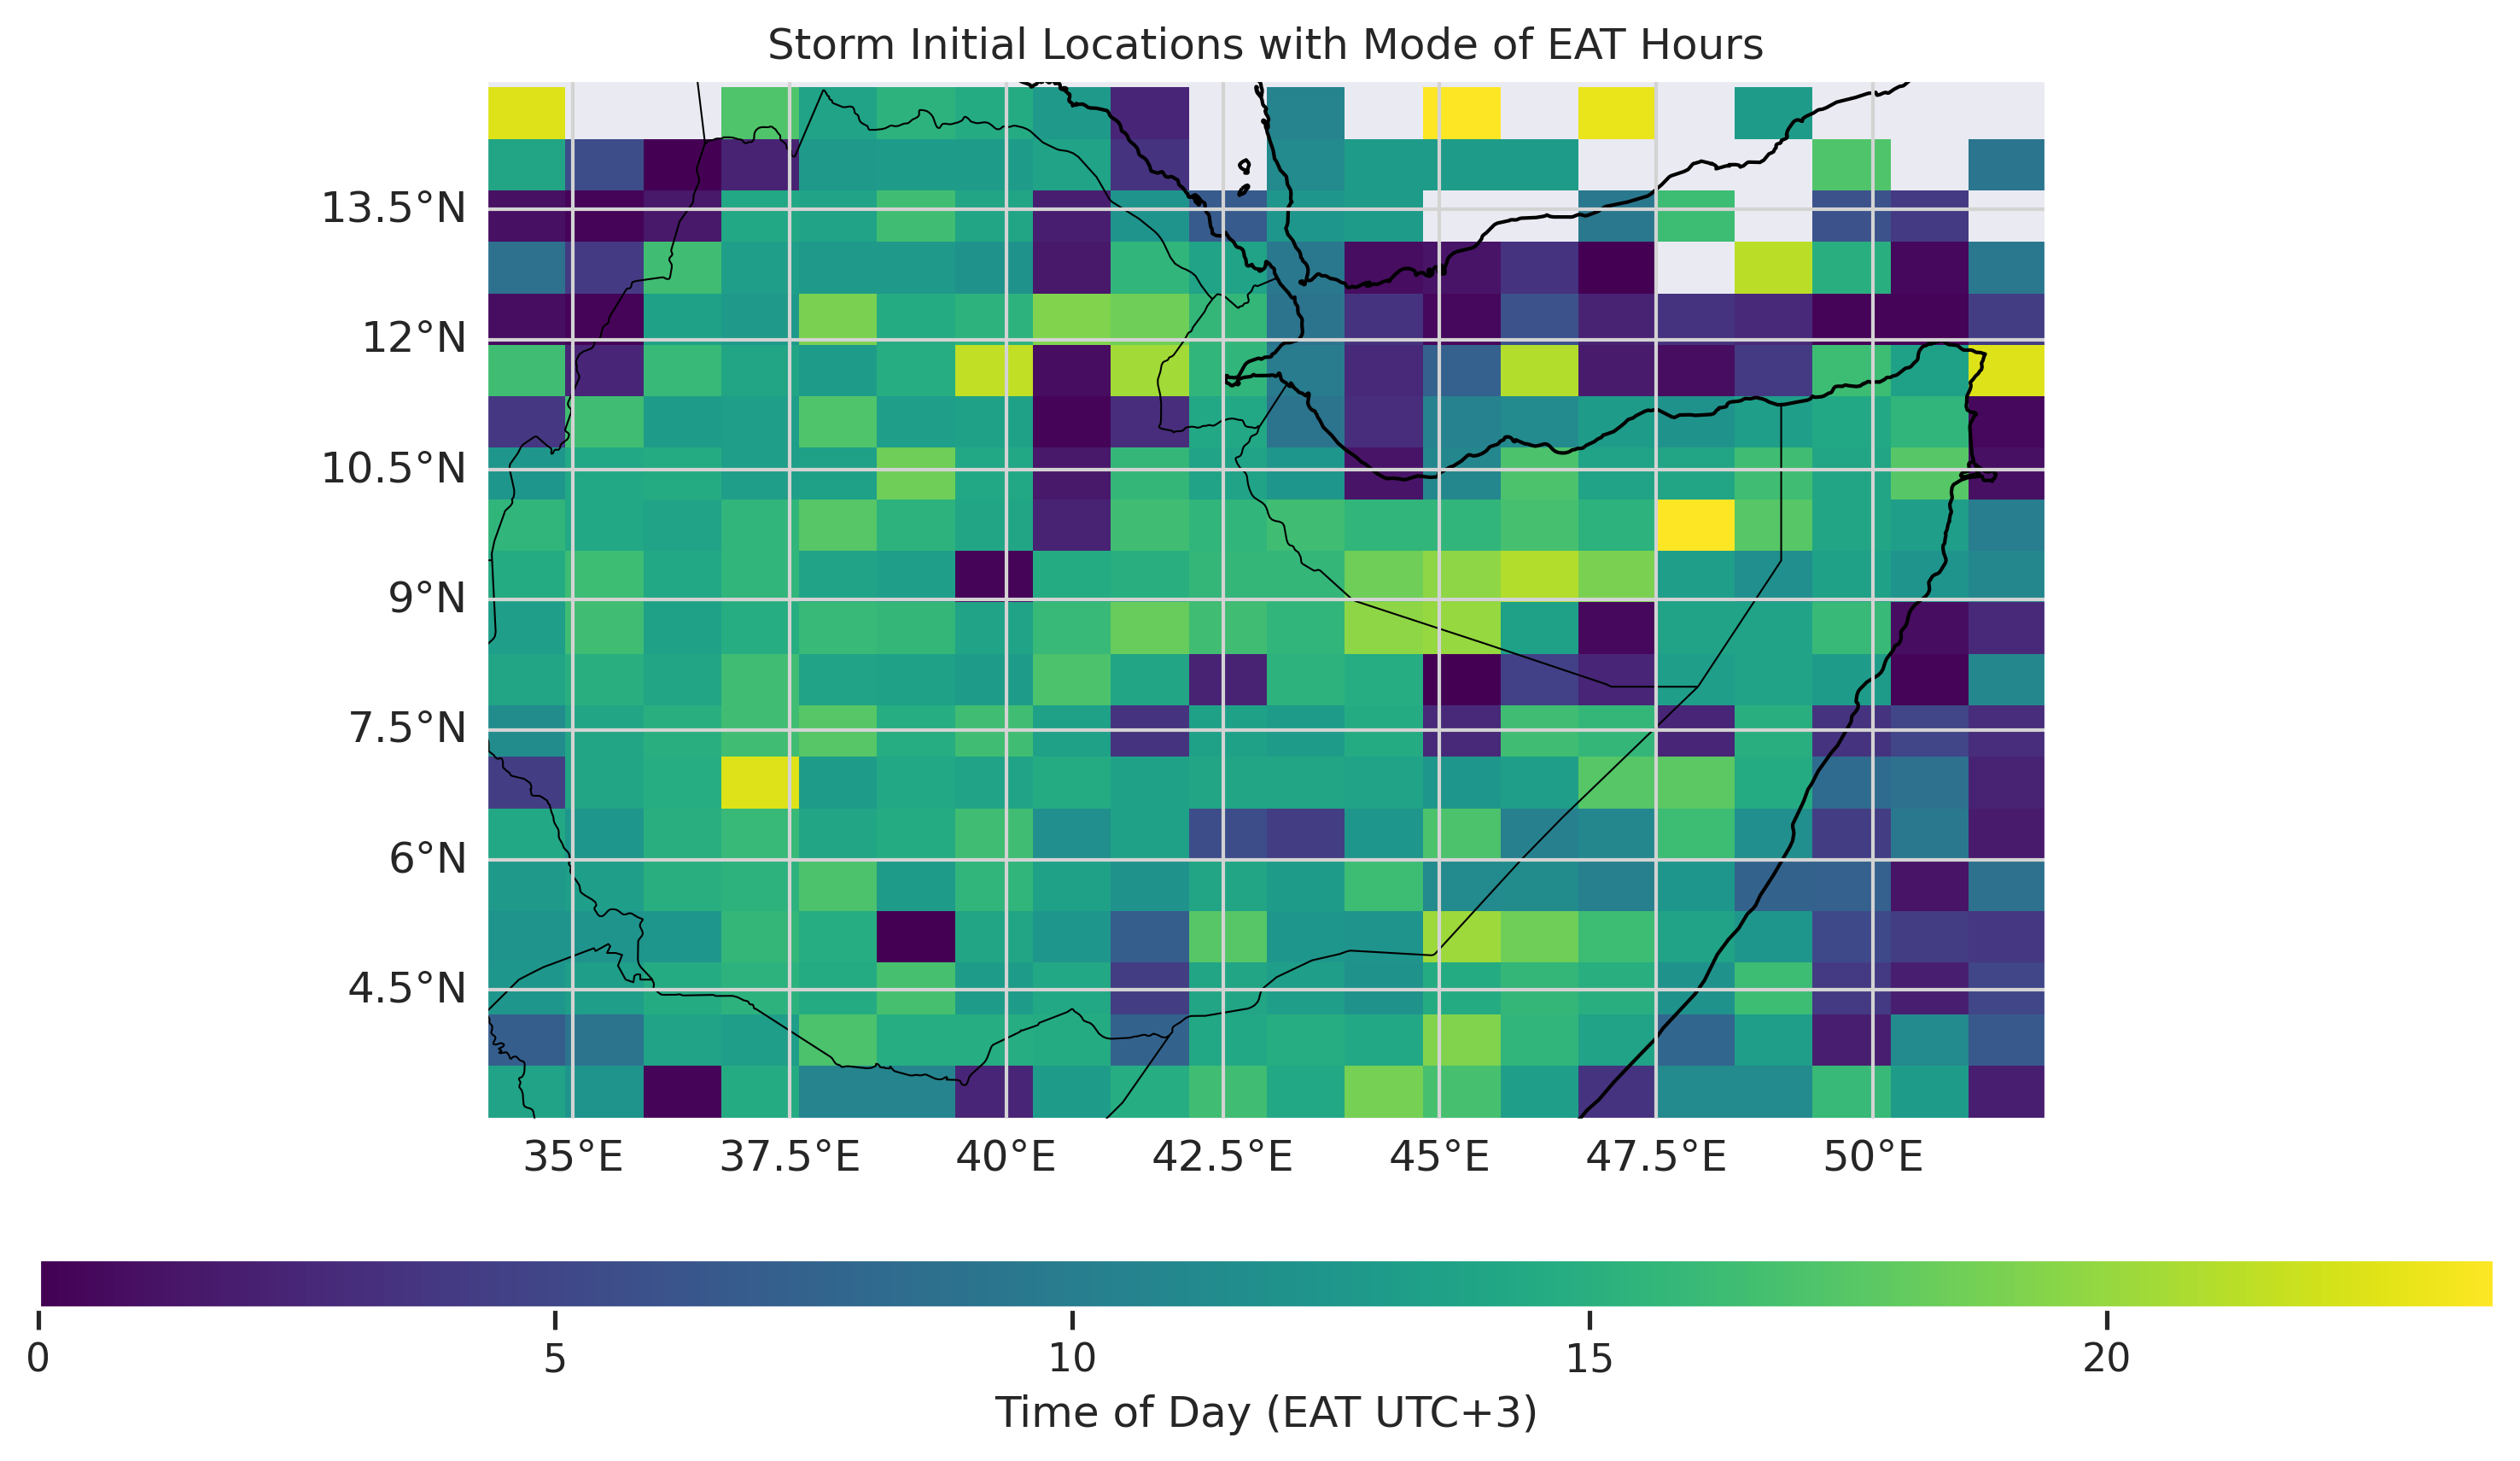 Storm Initial Locations with Mode of EAT Hours
13.5°N
12°N
10.5°N
9°N
7.5°N
6°N
4.5°N
35°E 37.5°E 40°E 42.5°E 45°E 47.5°E 50°E
0 5 10 15 20
Time of Day (EAT UTC+3)